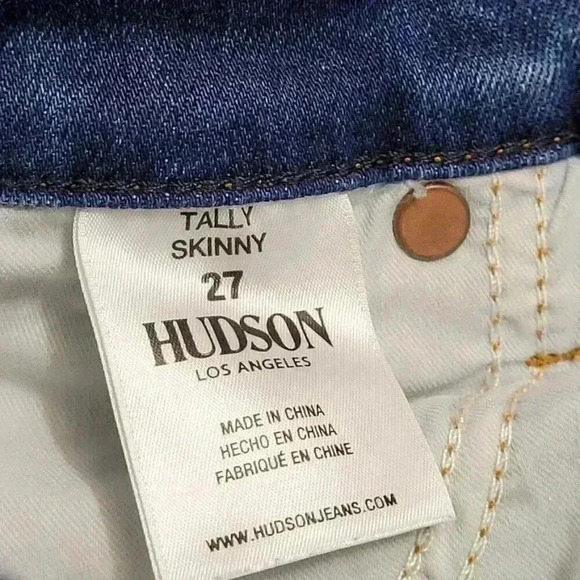 TALLY
SKINNY
27
HUDSON
LOS ANGELES
MADE IN CHINA
HECHO EN CHINA
FABRIQUÉ EN CHINE
WWW.HUDSONJEANS.COM